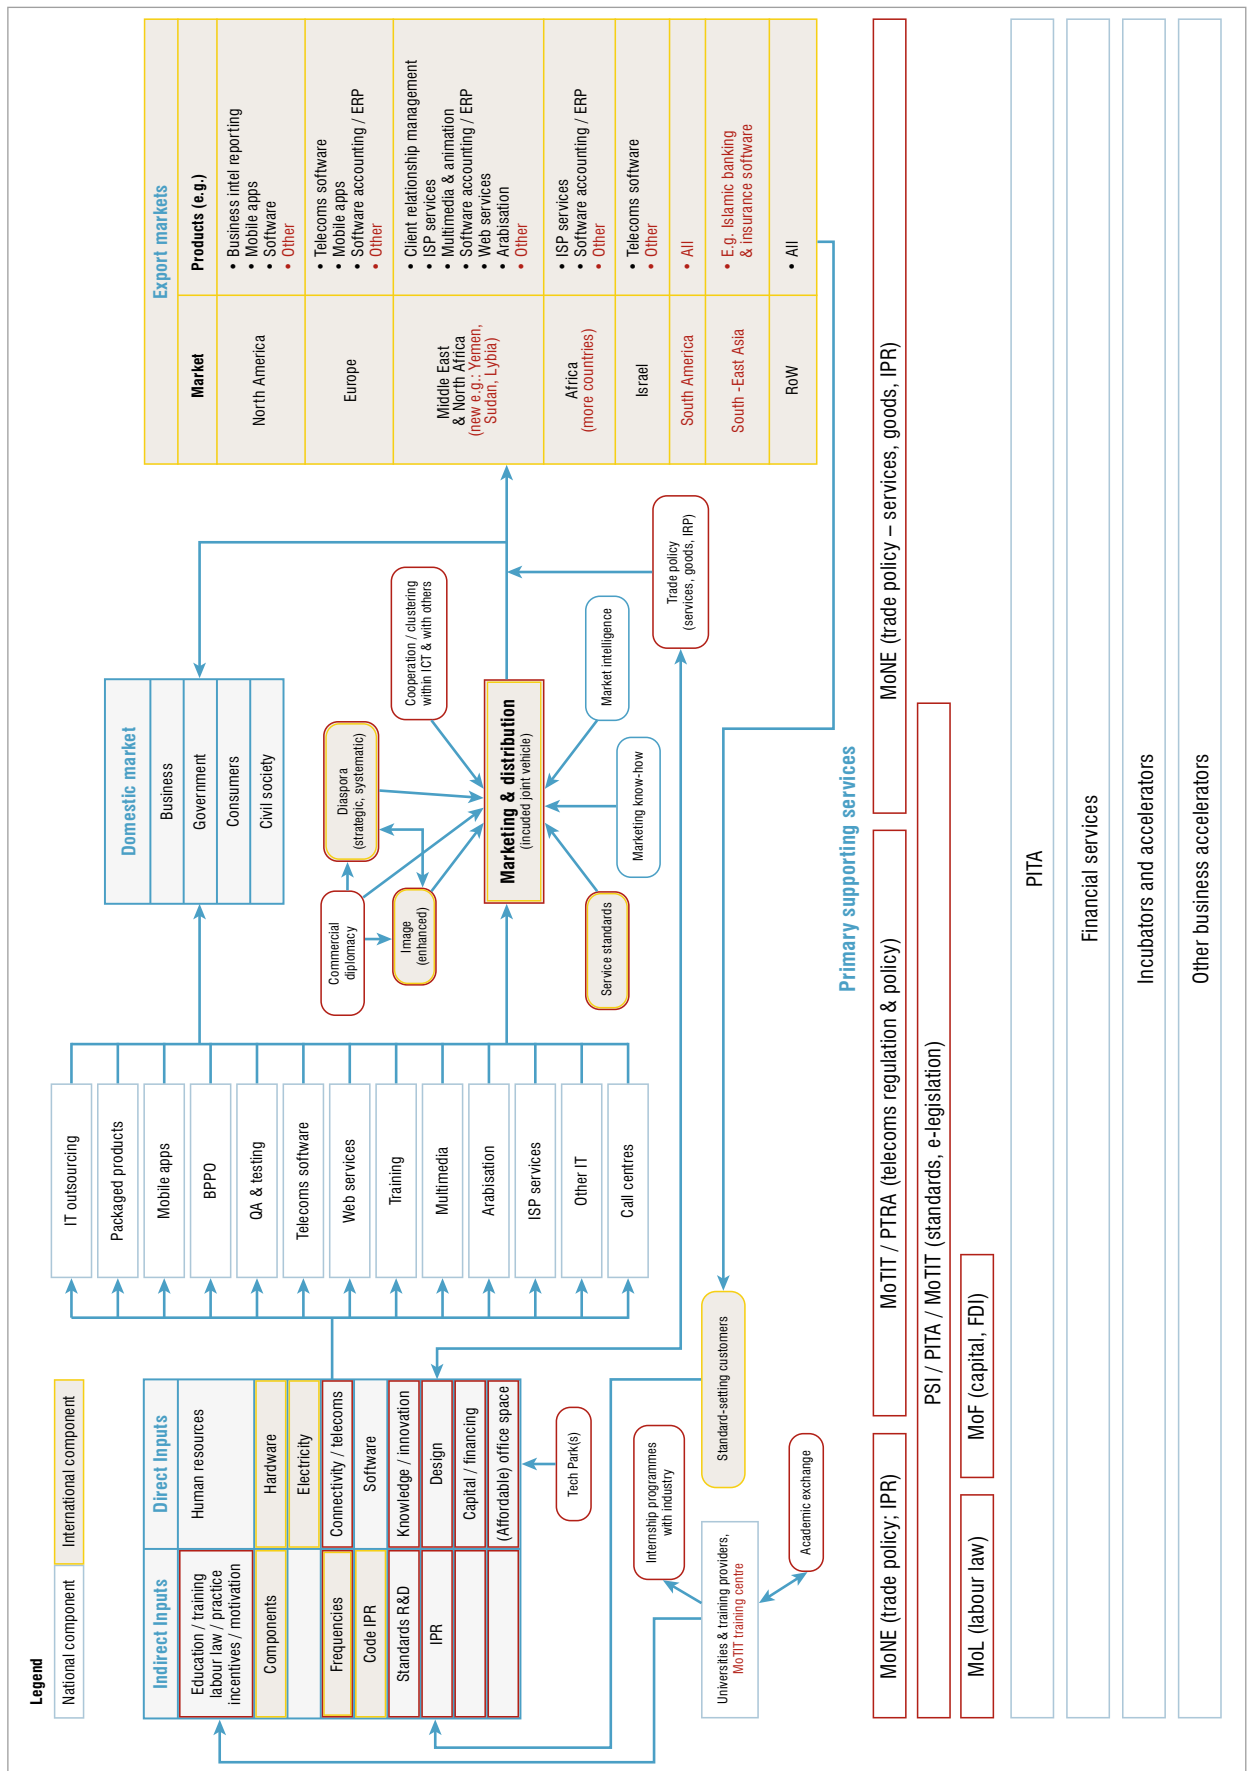 Legend
National component
International component
Indirect Inputs
Direct Inputs
Education / training
labour law / practice
incentives / motivation
Human resources
Components
Hardware
Electricity
Frequencies
Connectivity / telecoms
Code IPR
Software
Standards R&D
Knowledge / innovation
IPR
Design
Capital / financing
(Affordable) office space
Tech Park(s)
Internship programmes
with industry
Universities & training providers,
MoTIT training centre
Academic exchange
Standard-setting customers
IT outsourcing
Packaged products
Mobile apps
BPPO
QA & testing
Telecoms software
Web services
Training
Multimedia
Arabisation
ISP services
Other IT
Call centres
Domestic market
Business
Government
Consumers
Civil society
Commercial
diplomacy
Diaspora
(strategic, systematic)
Image
(enhanced)
Cooperation / clustering
within ICT & with others
Marketing & distribution
(incuded joint vehicle)
Service standards
Marketing know-how
Market intelligence
Trade policy
(services, goods, IRP)
Export markets
Market
Products (e.g.)
North America
• Business intel reporting
• Mobile apps
• Software
• Other
Europe
• Telecoms software
• Mobile apps
• Software accounting / ERP
• Other
Middle East
& North Africa
(new e.g.: Yemen,
Sudan, Lybia)
• Client relationship management
• ISP services
• Multimedia & animation
• Software accounting / ERP
• Web services
• Arabisation
• Other
Africa
(more countries)
• ISP services
• Software accounting / ERP
• Other
Israel
• Telecoms software
• Other
South America
• All
South -East Asia
• E.g. Islamic banking
& insurance software
RoW
• All
Primary supporting services
MoNE (trade policy; IPR)
MoTIT / PTRA (telecoms regulation & policy)
MoNE (trade policy – services, goods, IPR)
PSI / PITA / MoTIT (standards, e-legislation)
MoL (labour law)
MoF (capital, FDI)
PITA
Financial services
Incubators and accelerators
Other business accelerators